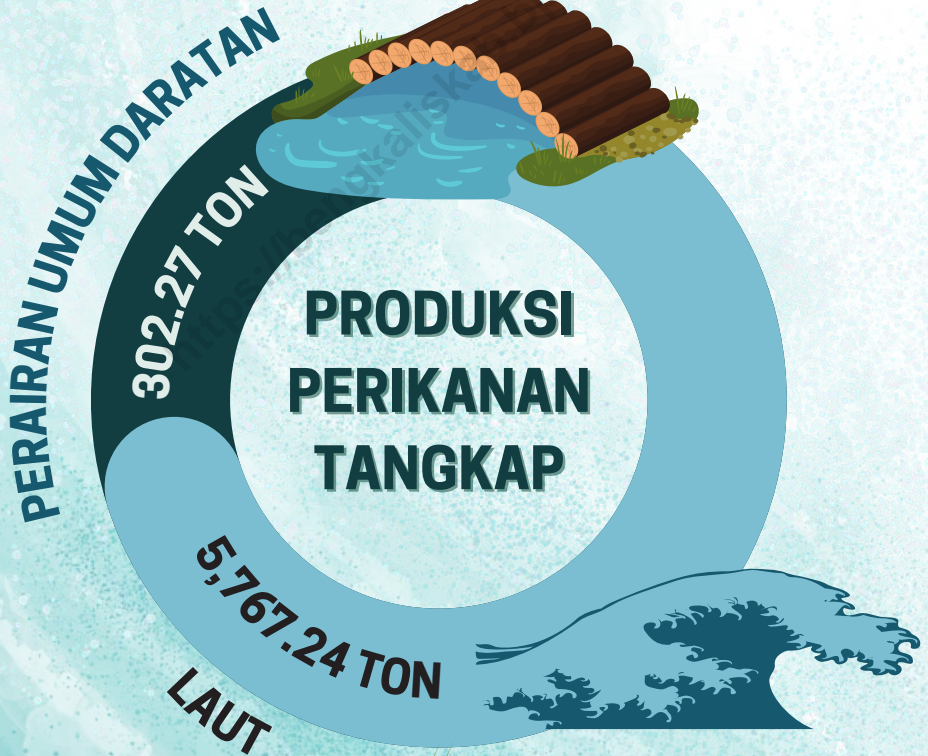 PERAIRAN UMUM DARATAN
302.27 TON
PRODUKSI
PERIKANAN
TANGKAP
5,767.24 TON
LAUT